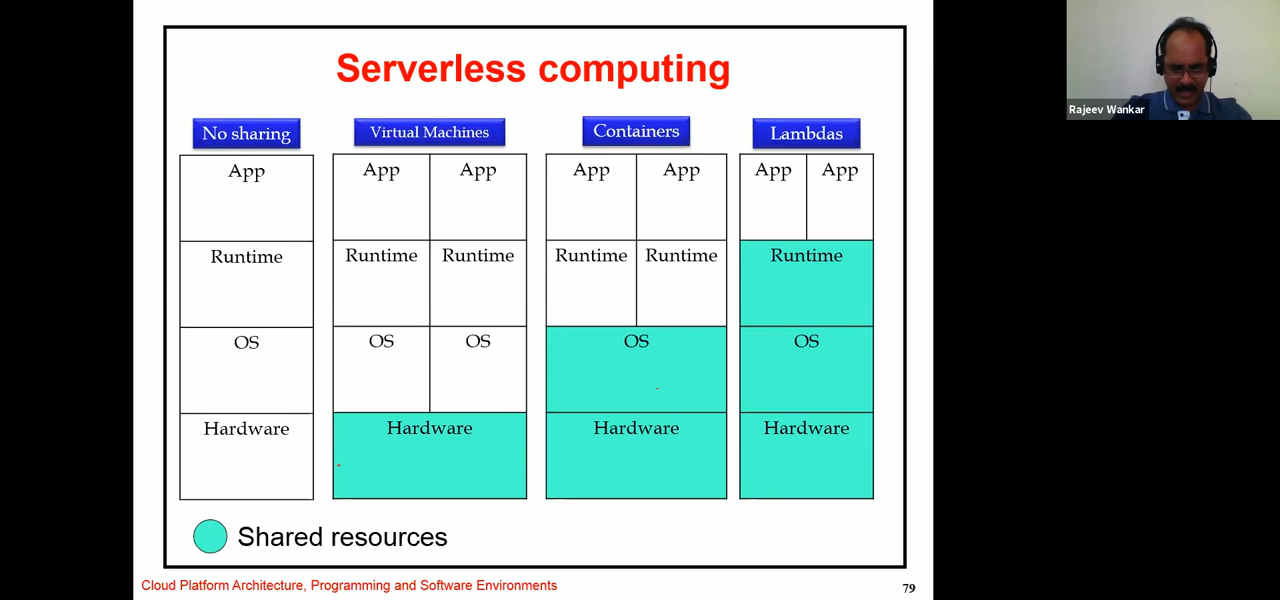 Serverless computing
No sharing
Virtual Machines
Containers
Lambdas
App
App
App
App
App
App
App
Runtime
Runtime
Runtime
Runtime
Runtime
Runtime
OS
OS
OS
OS
OS
Hardware
Hardware
Hardware
Hardware
Shared resources
Cloud Platform Architecture, Programming and Software Environments
79
Rajeev Wankar